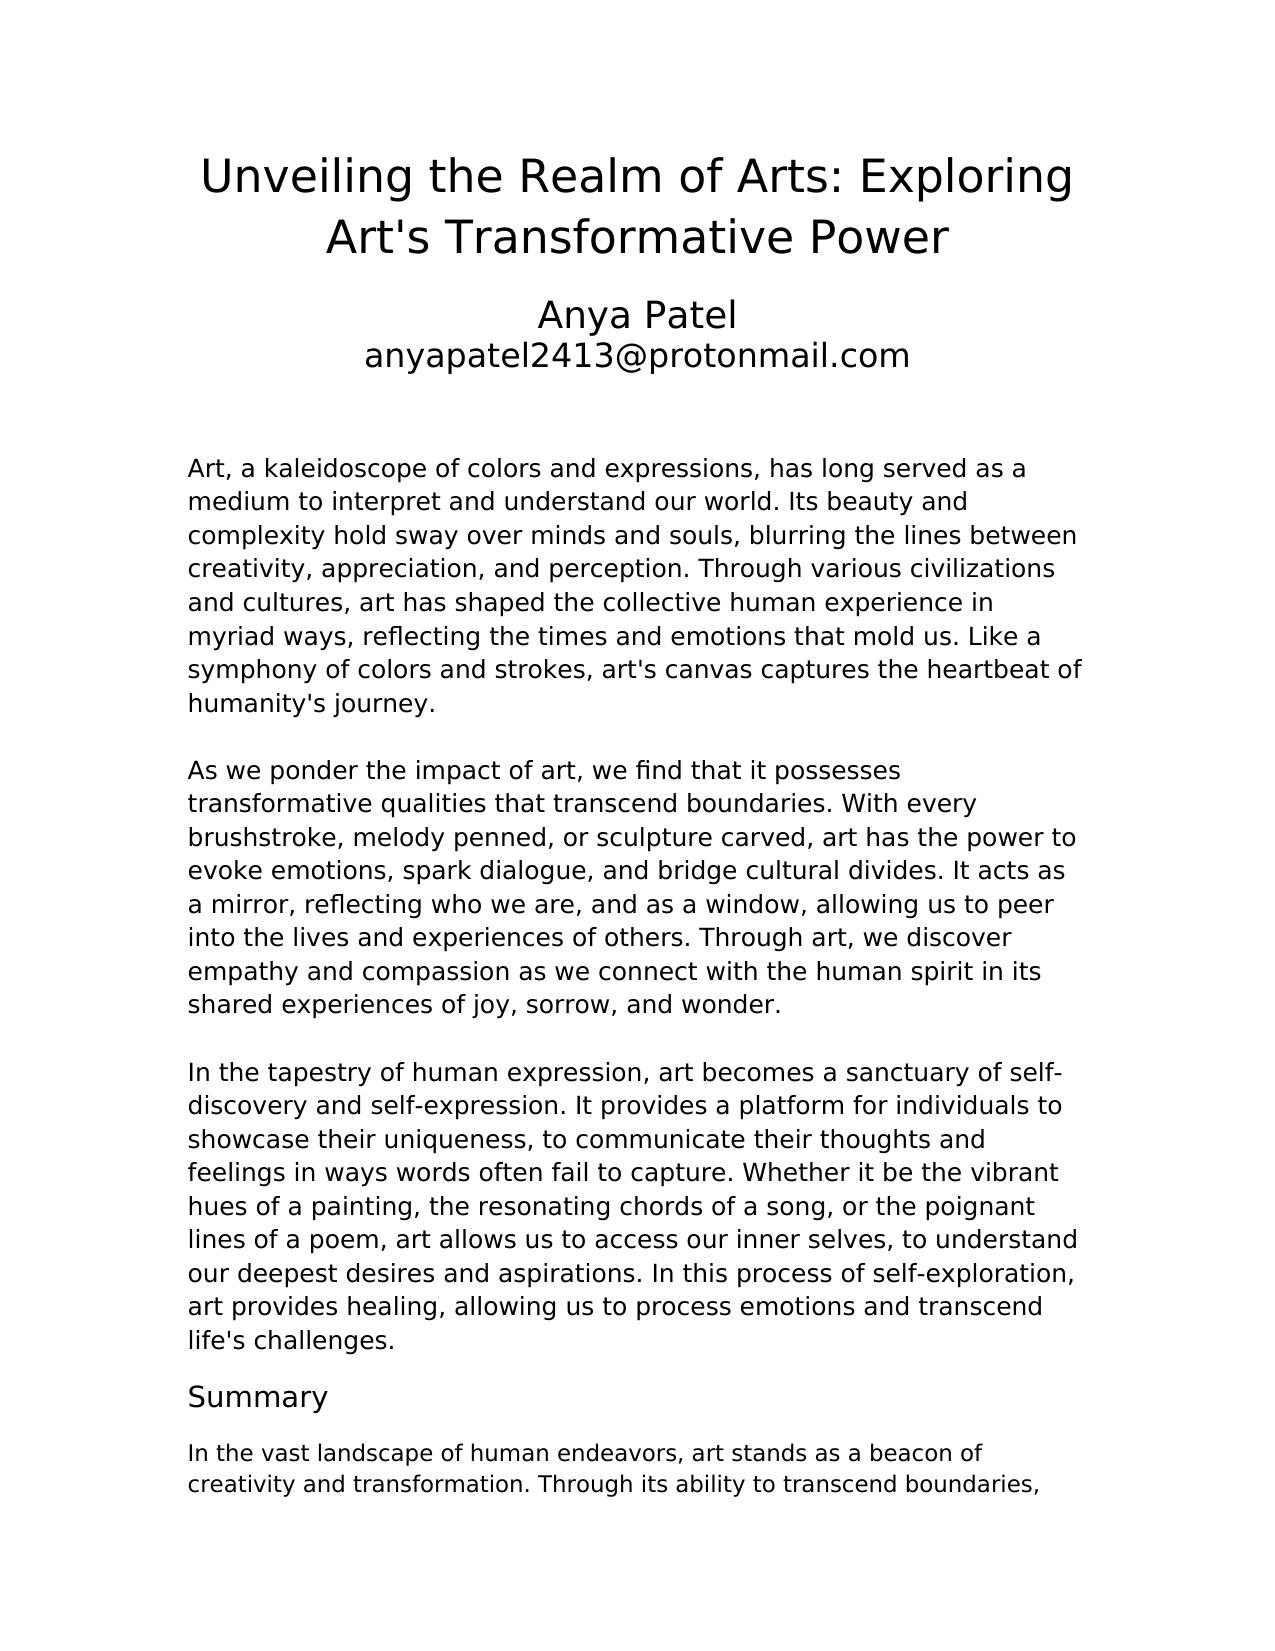 Unveiling the Realm of Arts: Exploring
Art's Transformative Power
Anya Patel
anyapatel2413@protonmail.com
Art, a kaleidoscope of colors and expressions, has long served as a
medium to interpret and understand our world. Its beauty and
complexity hold sway over minds and souls, blurring the lines between
creativity, appreciation, and perception. Through various civilizations
and cultures, art has shaped the collective human experience in
myriad ways, reflecting the times and emotions that mold us. Like a
symphony of colors and strokes, art's canvas captures the heartbeat of
humanity's journey.
As we ponder the impact of art, we find that it possesses
transformative qualities that transcend boundaries. With every
brushstroke, melody penned, or sculpture carved, art has the power to
evoke emotions, spark dialogue, and bridge cultural divides. It acts as
a mirror, reflecting who we are, and as a window, allowing us to peer
into the lives and experiences of others. Through art, we discover
empathy and compassion as we connect with the human spirit in its
shared experiences of joy, sorrow, and wonder.
In the tapestry of human expression, art becomes a sanctuary of self-
discovery and self-expression. It provides a platform for individuals to
showcase their uniqueness, to communicate their thoughts and
feelings in ways words often fail to capture. Whether it be the vibrant
hues of a painting, the resonating chords of a song, or the poignant
lines of a poem, art allows us to access our inner selves, to understand
our deepest desires and aspirations. In this process of self-exploration,
art provides healing, allowing us to process emotions and transcend
life's challenges.
Summary
In the vast landscape of human endeavors, art stands as a beacon of
creativity and transformation. Through its ability to transcend boundaries,